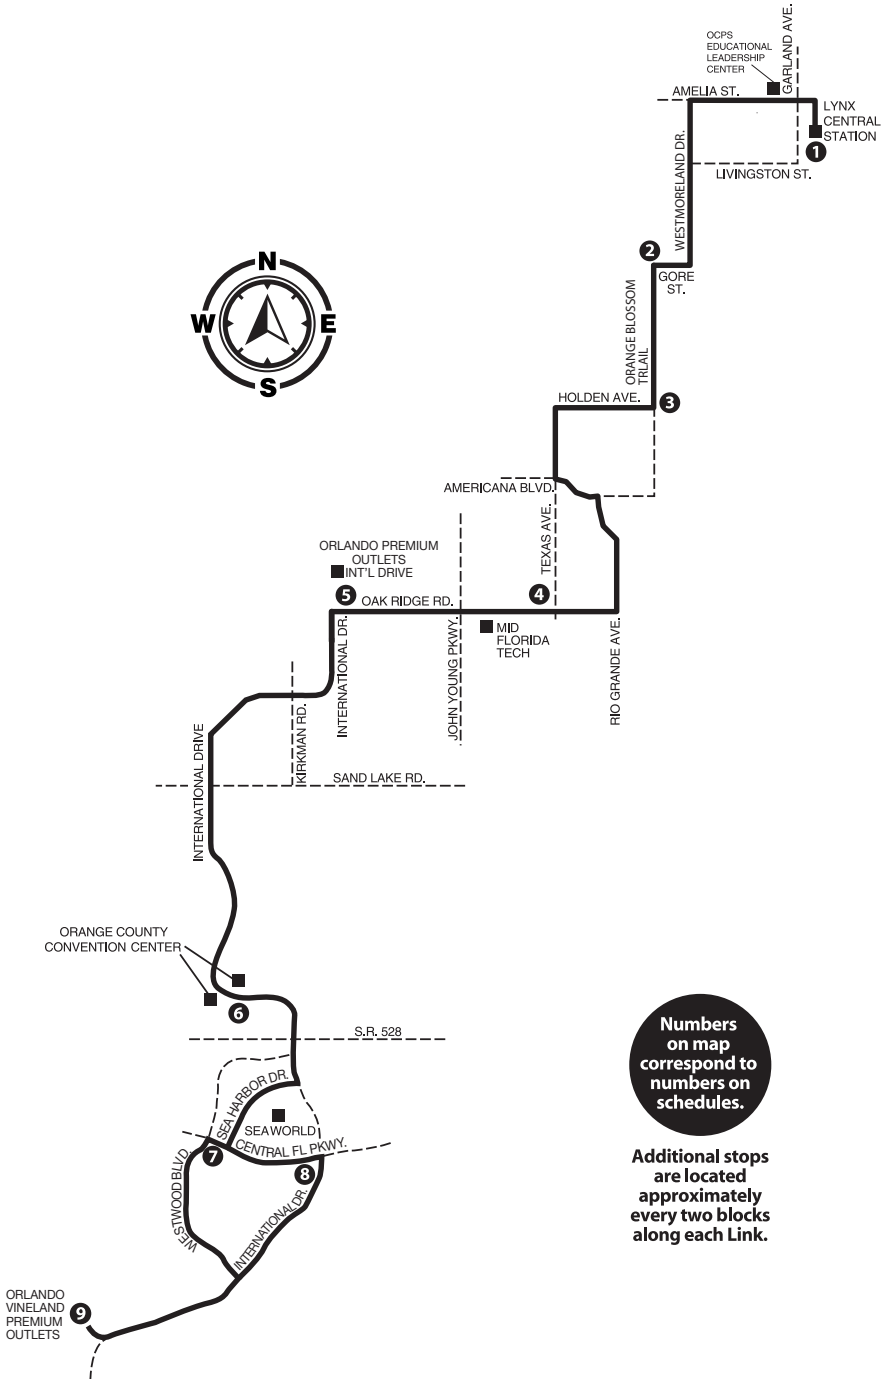 OCPS
EDUCATIONAL
LEADERSHIP
CENTER
GARLAND AVE.
AMELIA ST.
LYNX
CENTRAL
STATION
1
WESTMORELAND DR.
LIVINGSTON ST.
2
GORE
ST.
N
W
E
S
ORANGE BLOSSOM
TRLAIL
HOLDEN AVE.
3
AMERICANA BLVD.
TEXAS AVE.
ORLANDO PREMIUM
OUTLETS
INT'L DRIVE
5
OAK RIDGE RD.
4
MID
FLORIDA
TECH
INTERNATIONAL DR.
JOHN YOUNG PKWY.
RIO GRANDE AVE.
KIRKMAN RD.
INTERNATIONAL DRIVE
SAND LAKE RD.
ORANGE COUNTY
CONVENTION CENTER
6
S.R. 528
SEA HARBOR DR.
SEAWORLD
CENTRAL FL PKWY.
7
8
WESTWOOD BLVD.
INTERNATIONAL DR.
ORLANDO
VINELAND
PREMIUM
OUTLETS
9
Numbers
on map
correspond to
numbers on
schedules.
Additional stops
are located
approximately
every two blocks
along each Link.